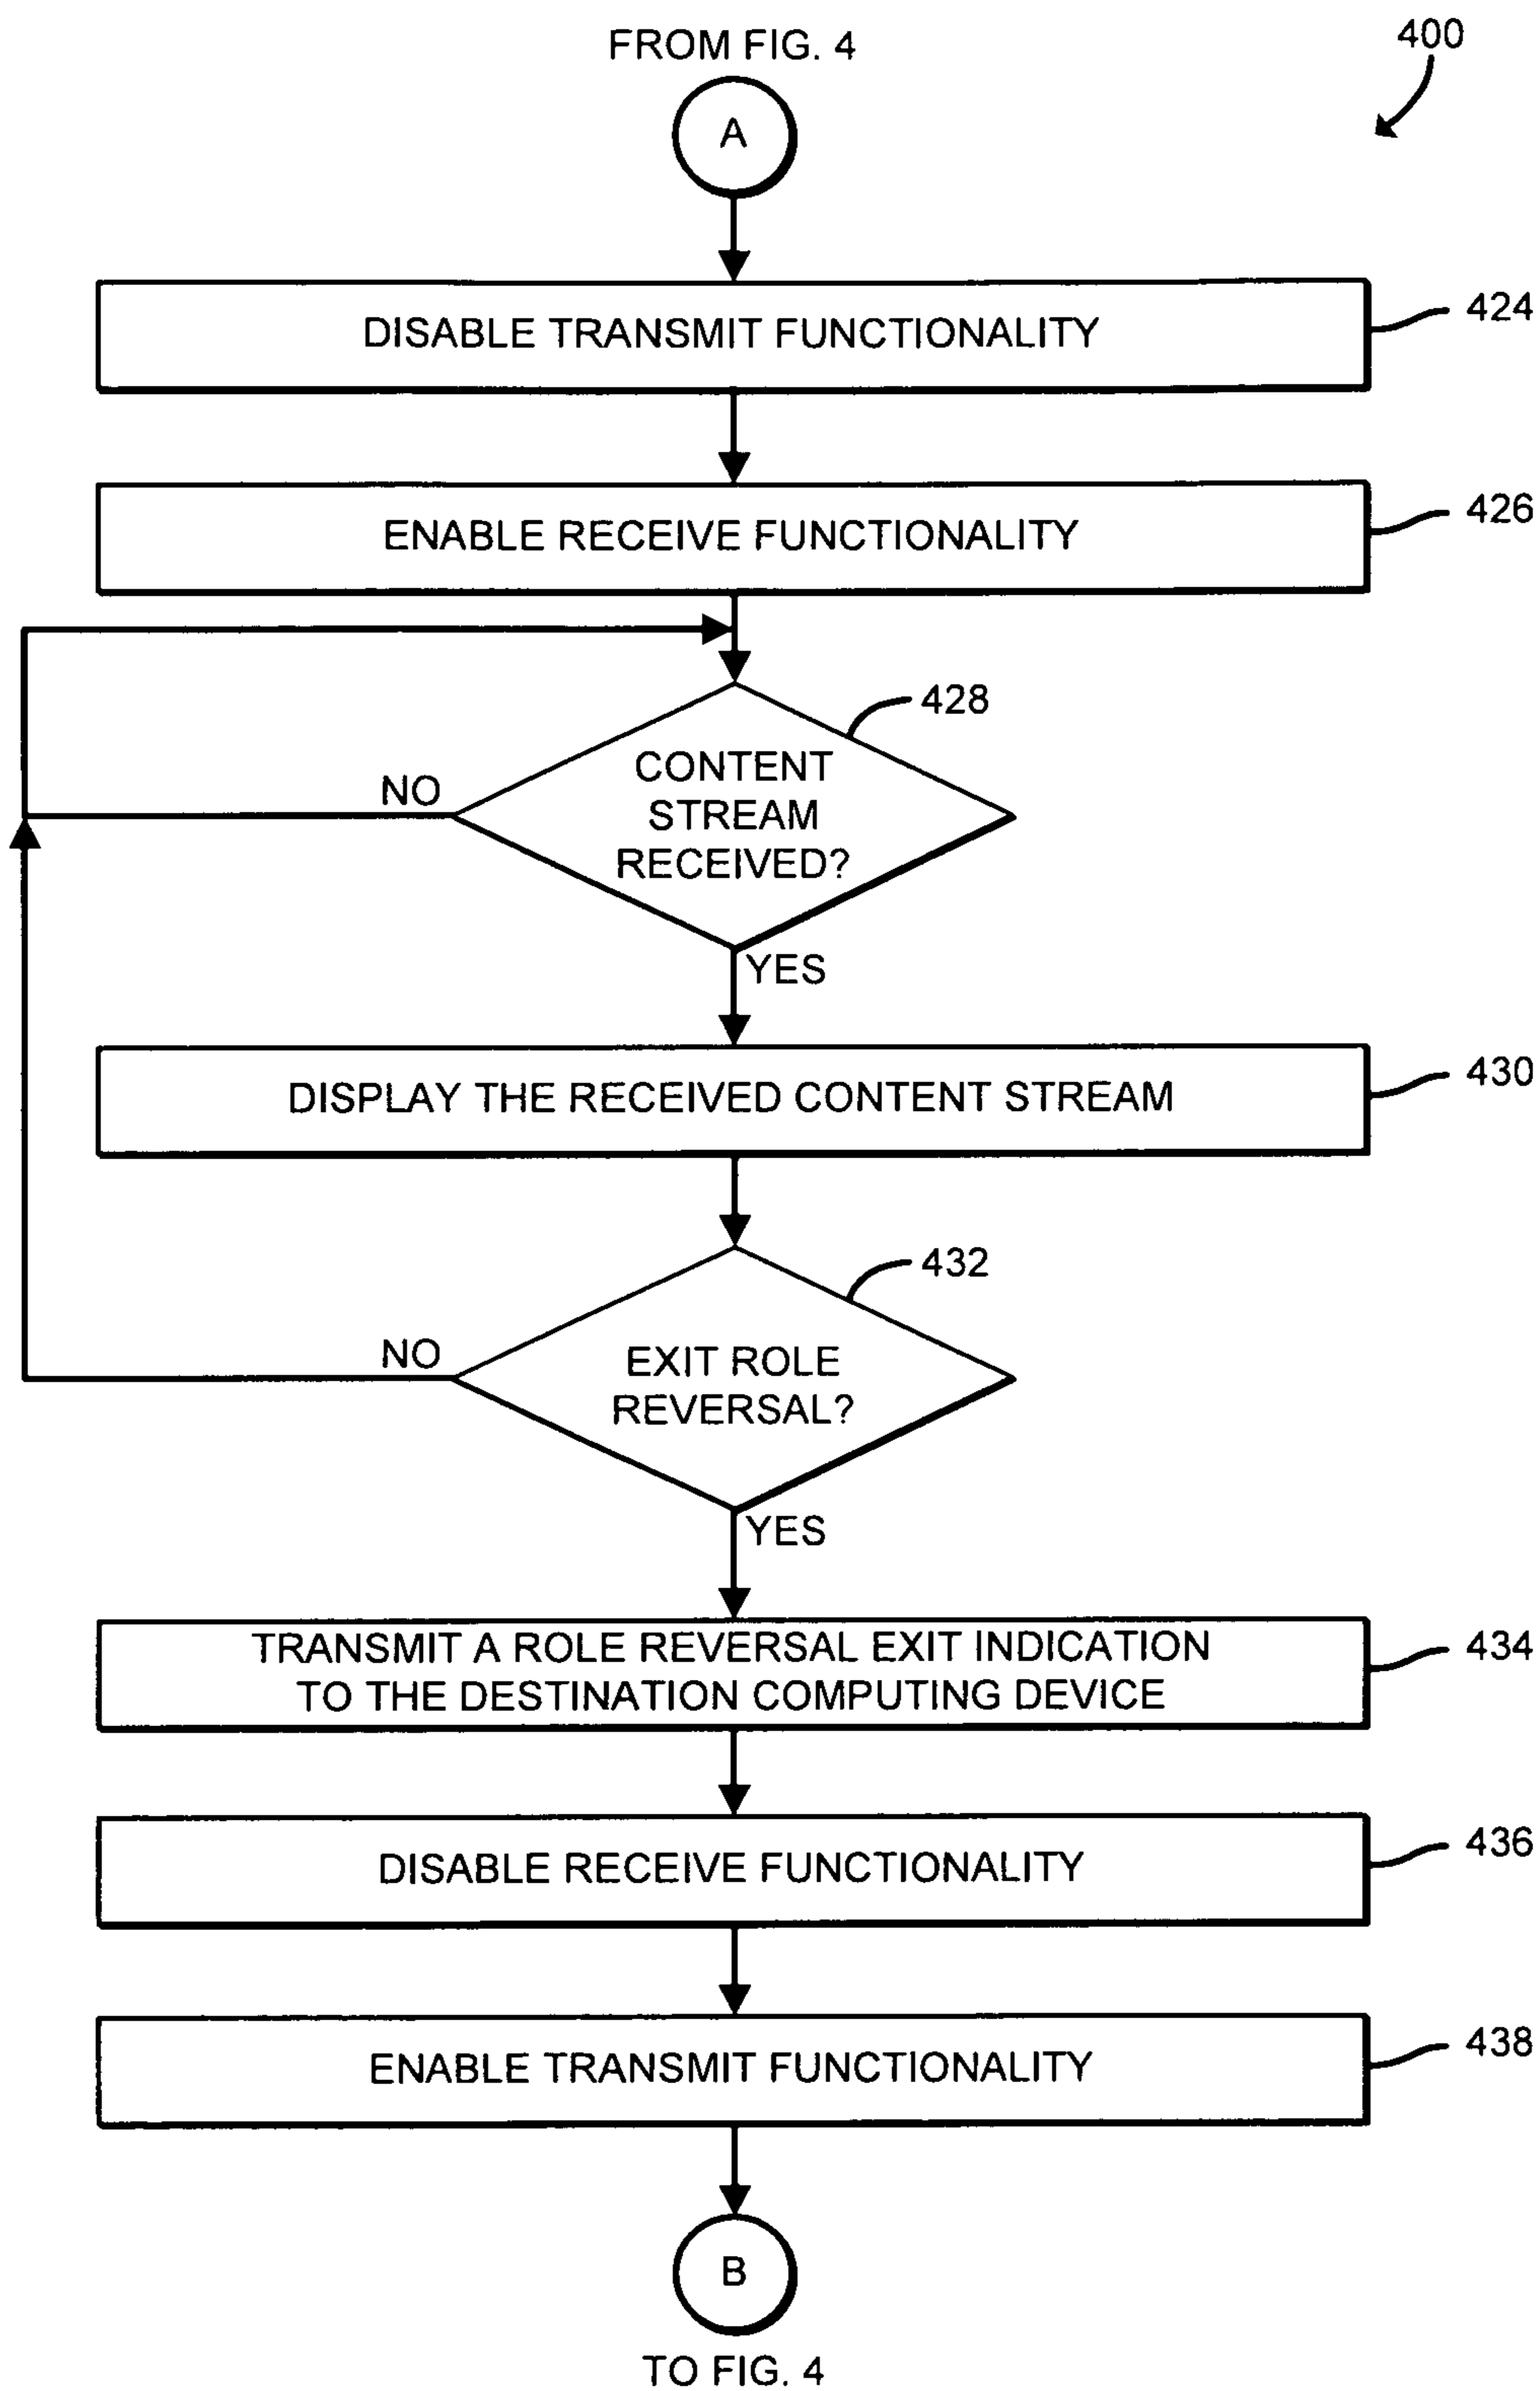 FROM FIG. 4
400
A
DISABLE TRANSMIT FUNCTIONALITY
424
ENABLE RECEIVE FUNCTIONALITY
426
428
CONTENT
STREAM
RECEIVED?
NO
YES
DISPLAY THE RECEIVED CONTENT STREAM
430
432
EXIT ROLE
REVERSAL?
NO
YES
TRANSMIT A ROLE REVERSAL EXIT INDICATION
TO THE DESTINATION COMPUTING DEVICE
434
DISABLE RECEIVE FUNCTIONALITY
436
ENABLE TRANSMIT FUNCTIONALITY
438
B
TO FIG. 4